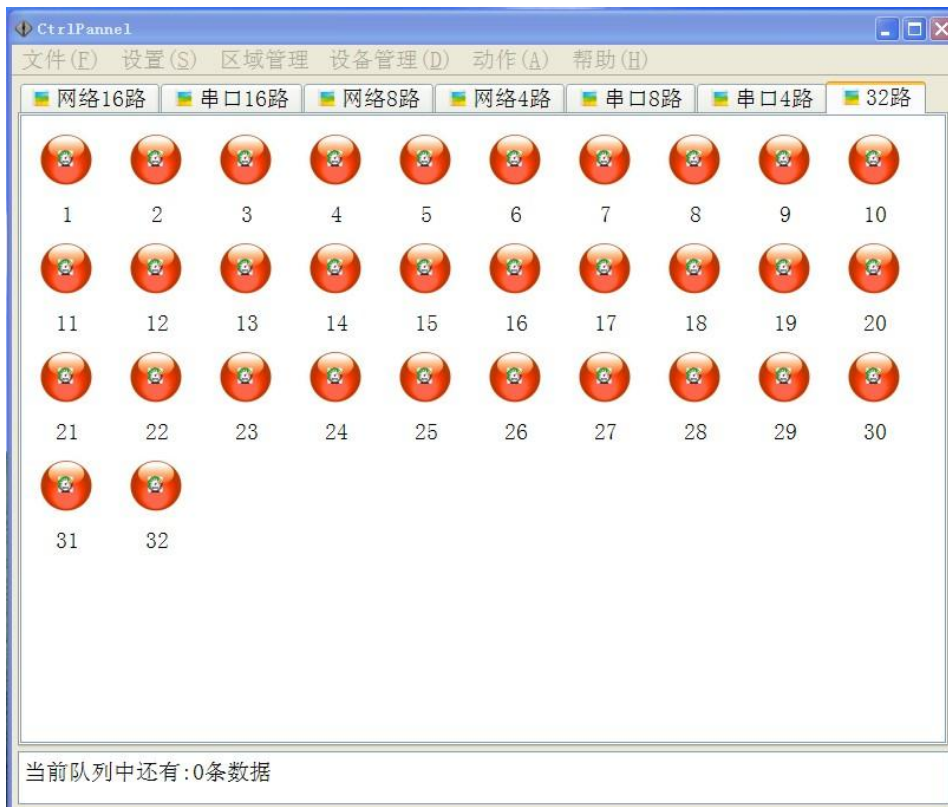 CtrlPannel
文件(F) 设置(S) 区域管理 设备管理(D) 动作(A) 帮助(H)
网络16路 串口16路 网络8路 网络4路 串口8路 串口4路 32路
1 2 3 4 5 6 7 8 9 10
11 12 13 14 15 16 17 18 19 20
21 22 23 24 25 26 27 28 29 30
31 32
当前队列中还有:0条数据